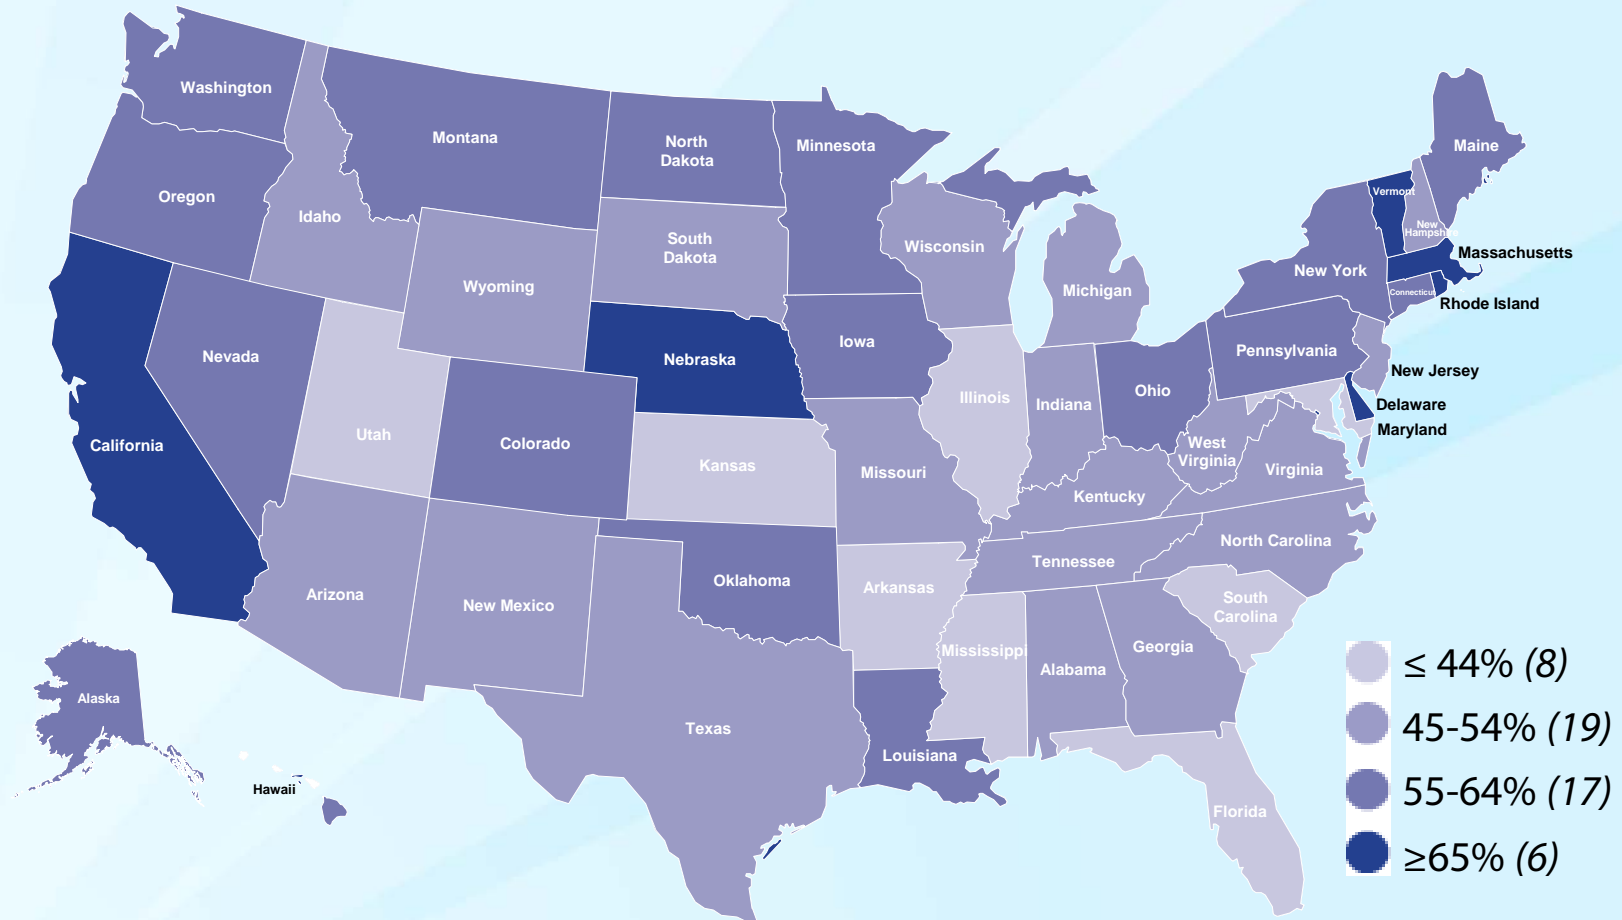 Washington
Montana
North
Dakota
Minnesota
Maine
Oregon
Idaho
Vermont
New
Hampshire
South
Dakota
Wisconsin
Massachusetts
Wyoming
Michigan
New York
Connecticut
Rhode Island
Nevada
Nebraska
Iowa
Pennsylvania
New Jersey
Illinois
Indiana
Ohio
Delaware
Maryland
California
Utah
Colorado
Kansas
Missouri
West
Virginia
Virginia
Kentucky
North Carolina
Tennessee
Arizona
New Mexico
Oklahoma
Arkansas
South
Carolina
Mississippi
Alabama
Georgia
Alaska
Texas
Louisiana
Hawaii
Florida
≤ 44% (8)
45-54% (19)
55-64% (17)
≥65% (6)